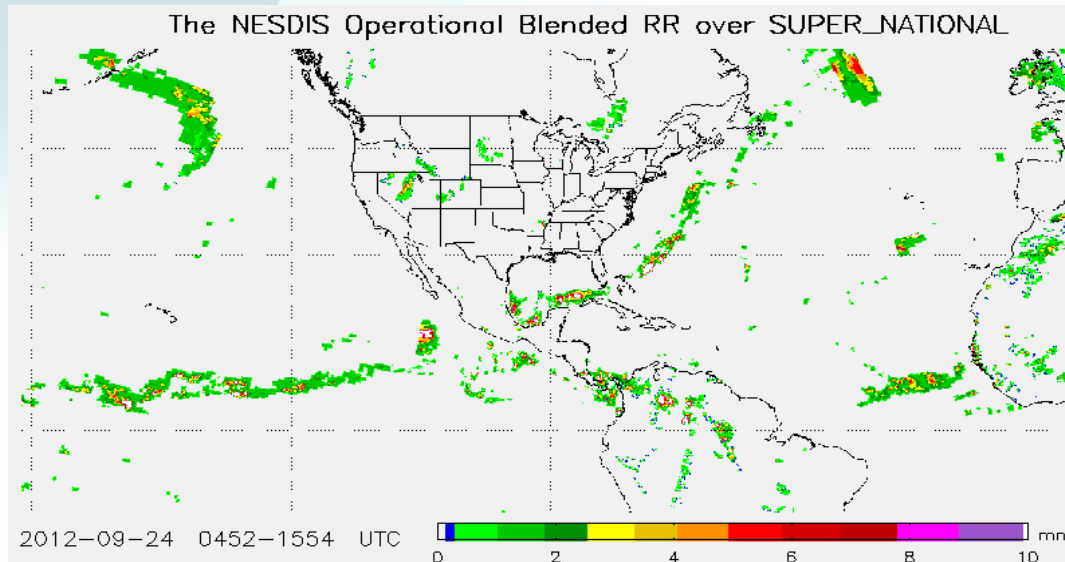 The NESDIS Operational Blended RR over SUPER_NATIONAL
2012-09-24 0452-1554 UTC
0 2 4 6 8 10